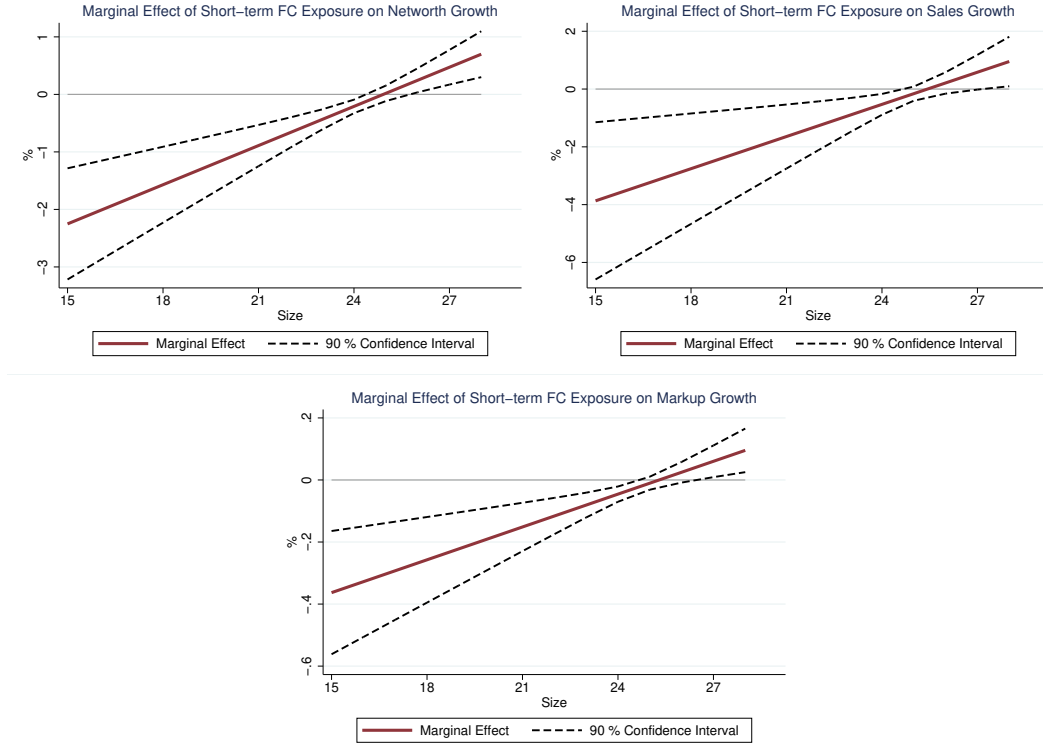 Marginal Effect of Short−term FC Exposure on Networth Growth
1
0
−1
−2
−3
%
15 18 21 24 27
Size
Marginal Effect 90 % Confidence Interval
Marginal Effect of Short−term FC Exposure on Sales Growth
2
0
−2
−4
−6
%
15 18 21 24 27
Size
Marginal Effect 90 % Confidence Interval
Marginal Effect of Short−term FC Exposure on Markup Growth
.2
0
−.2
−.4
−.6
%
15 18 21 24 27
Size
Marginal Effect 90 % Confidence Interval